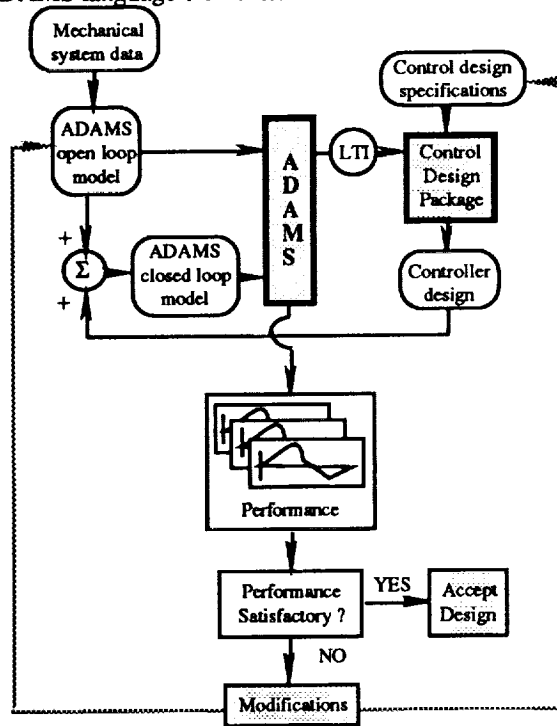 Mechanical
system data
Control design
specifications
ADAMS
open loop
model
A
D
A
M
S
LTI
Control
Design
Package
+
Σ
+
ADAMS
closed loop
model
Controller
design
Performance
Performance
Satisfactory ?
YES
Accept
Design
NO
Modifications